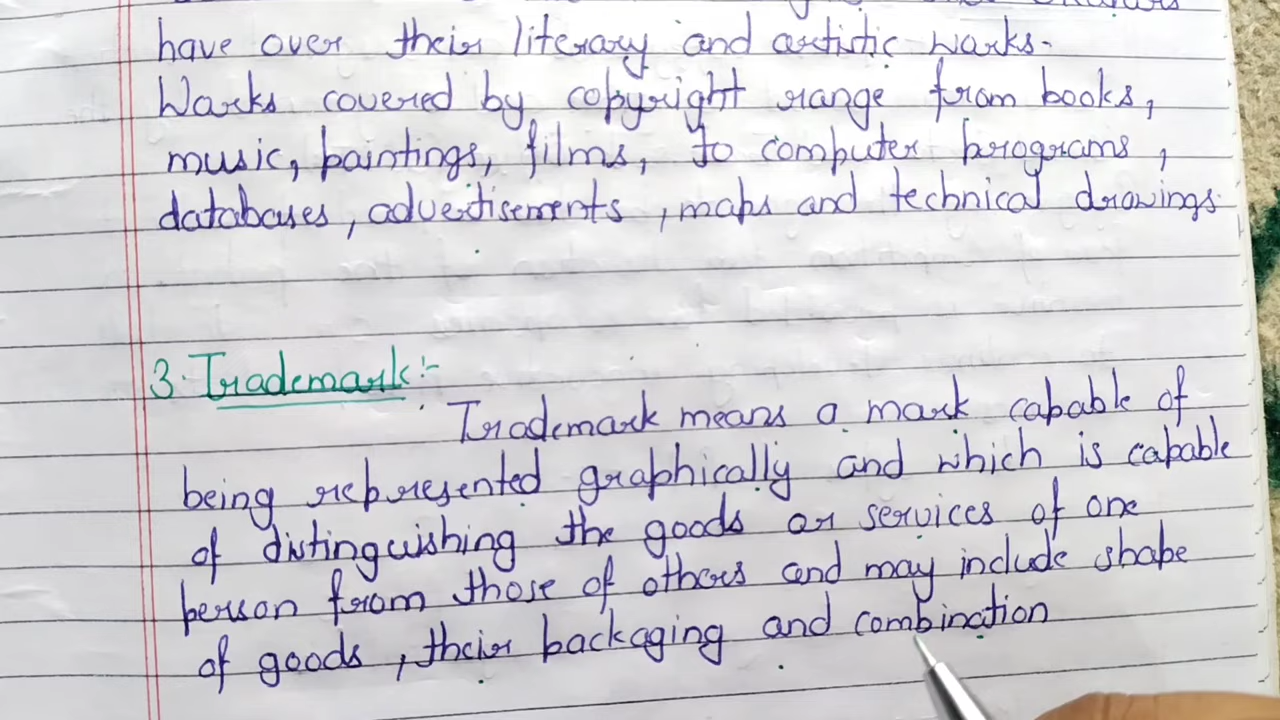 have over their literary and artistic works.
Works covered by copyright range from books,
music, paintings, films, to computer programs,
databases, advertisements, maps and technical drawings
3. Trademark:-
Trademark means a mark capable of
being represented graphically and which is capable
of distinguishing the goods or services of one
person from those of others and may include shape
of goods, their packaging and combination